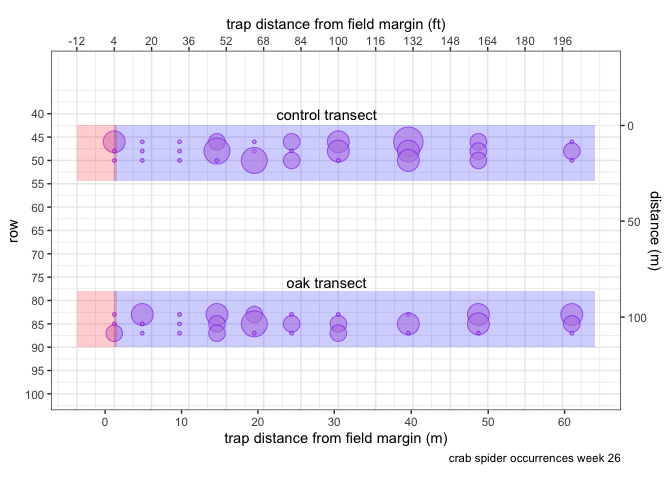 trap distance from field margin (ft)
-12 4 20 36 52 68 84 100 116 132 148 164 180 196
control transect
40
45
50
55
60
65
70
75
80
85
90
95
100
row
0
50
100
distance (m)
oak transect
0 10 20 30 40 50 60
trap distance from field margin (m)
crab spider occurrences week 26